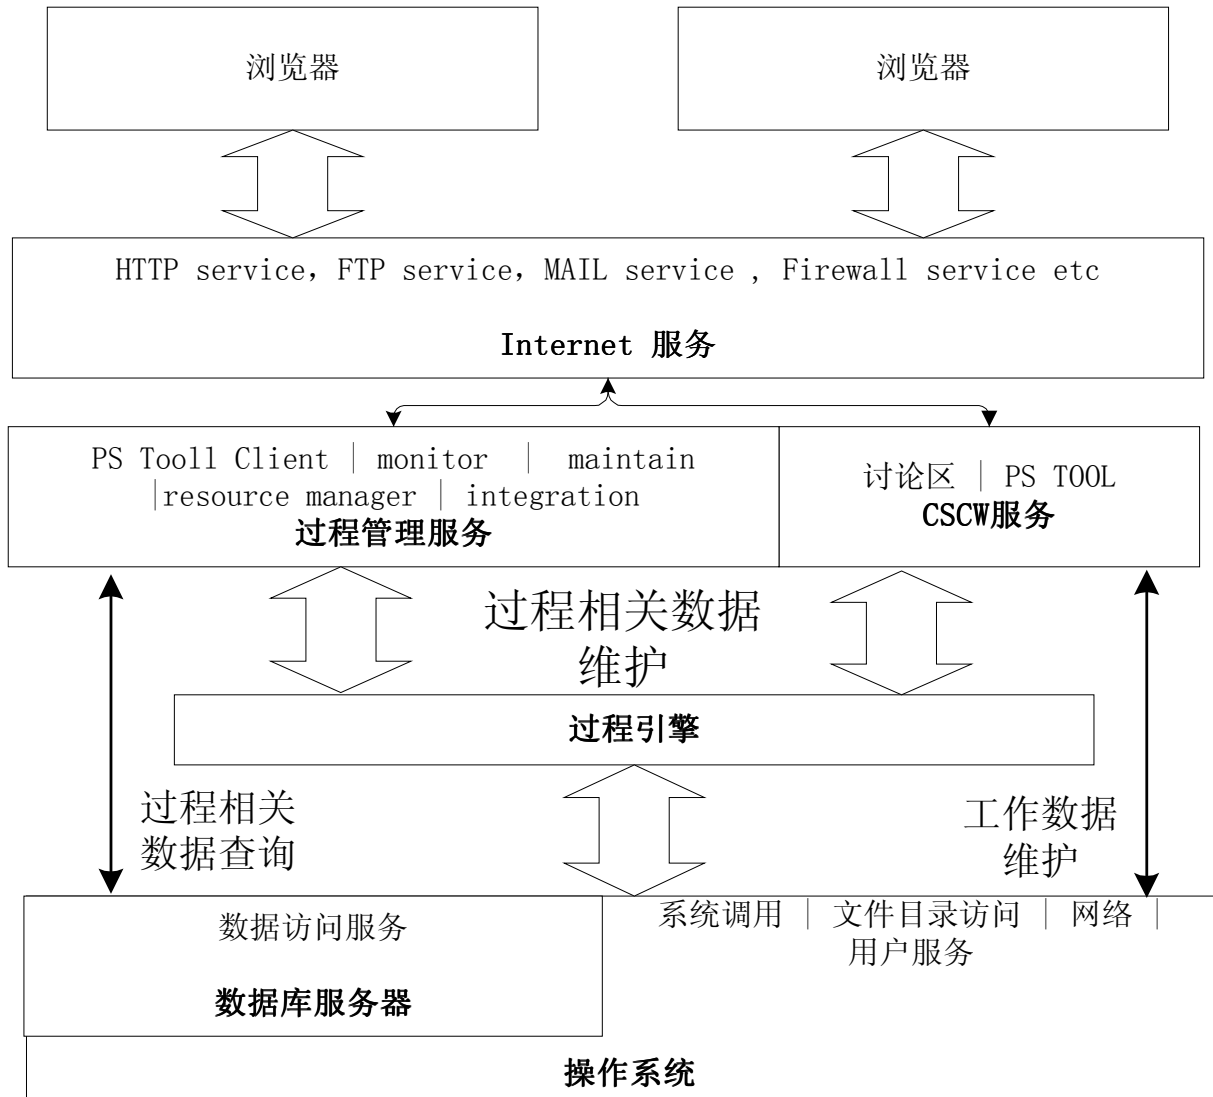 浏览器
浏览器
HTTP service，FTP service，MAIL service , Firewall service etc
Internet 服务
PS Tooll Client | monitor | maintain
|resource manager | integration
过程管理服务
讨论区 | PS TOOL
CSCW服务
过程相关数据
维护
过程引擎
过程相关
数据查询
工作数据
维护
数据访问服务
数据库服务器
系统调用 | 文件目录访问 | 网络 |
用户服务
操作系统